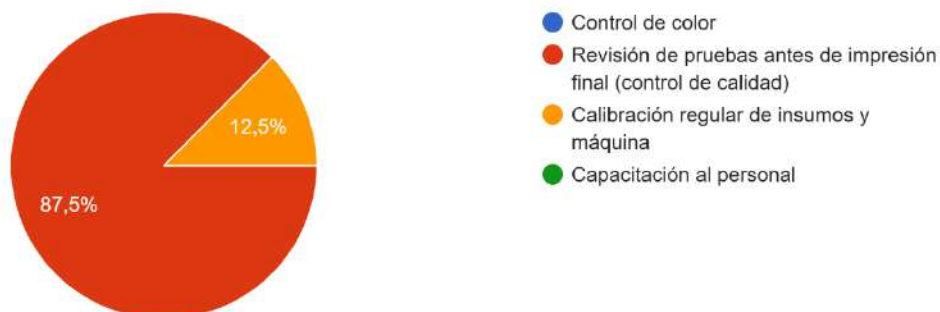 12,5%
87,5%
Control de color
Revisión de pruebas antes de impresión
final (control de calidad)
Calibración regular de insumos y
máquina
Capacitación al personal